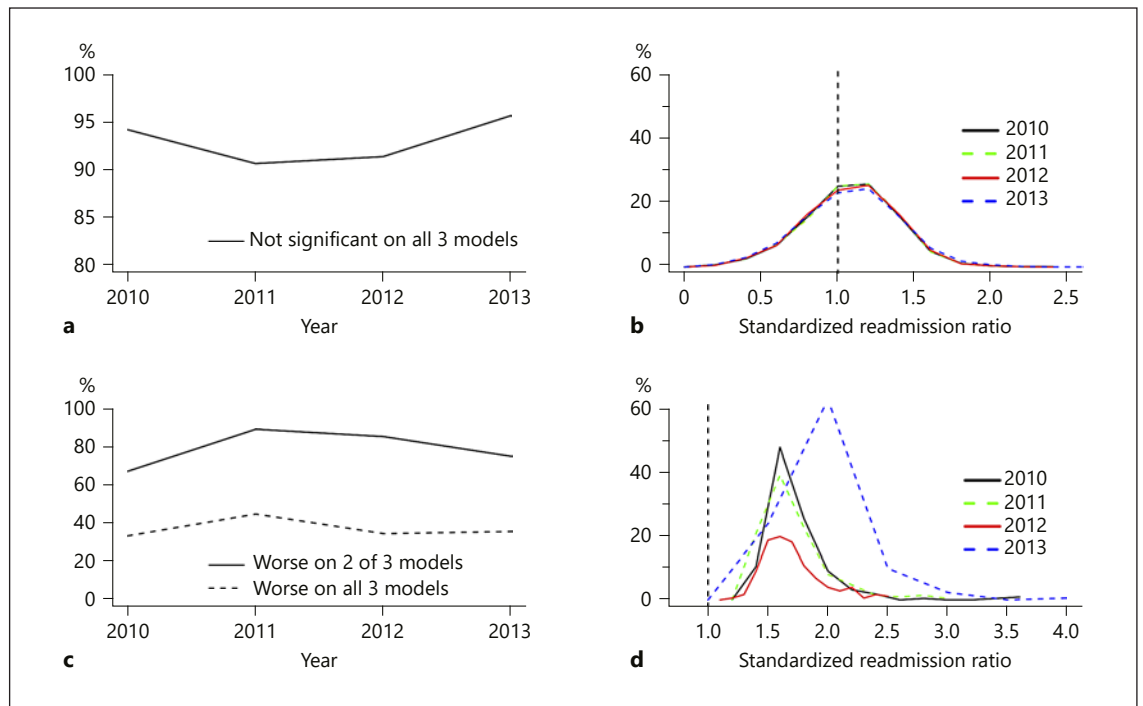 %
100
95
90
85
80
Not significant on all 3 models
2010 2011 2012 2013
Year
a
%
60
40
20
0
2010
2011
2012
2013
0 0.5 1.0 1.5 2.0 2.5
Standardized readmission ratio
b
%
100
80
60
40
20
0
Worse on 2 of 3 models
Worse on all 3 models
2010 2011 2012 2013
Year
c
%
60
40
20
0
2010
2011
2012
2013
1.0 1.5 2.0 2.5 3.0 3.5 4.0
Standardized readmission ratio
d